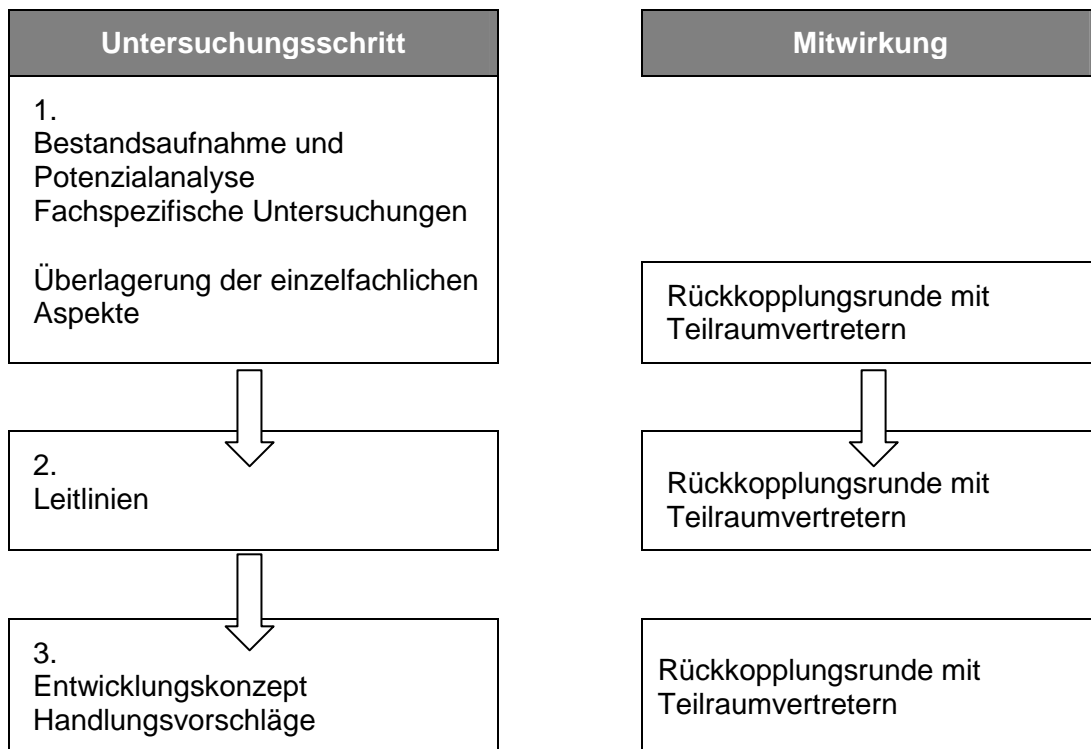 Untersuchungsschritt
1.
Bestandsaufnahme und
Potenzialanalyse
Fachspezifische Untersuchungen
Überlagerung der einzelfachlichen
Aspekte
2.
Leitlinien
3.
Entwicklungskonzept
Handlungsvorschläge
Mitwirkung
Rückkopplungsrunde mit
Teilraumvertretern
Rückkopplungsrunde mit
Teilraumvertretern
Rückkopplungsrunde mit
Teilraumvertretern